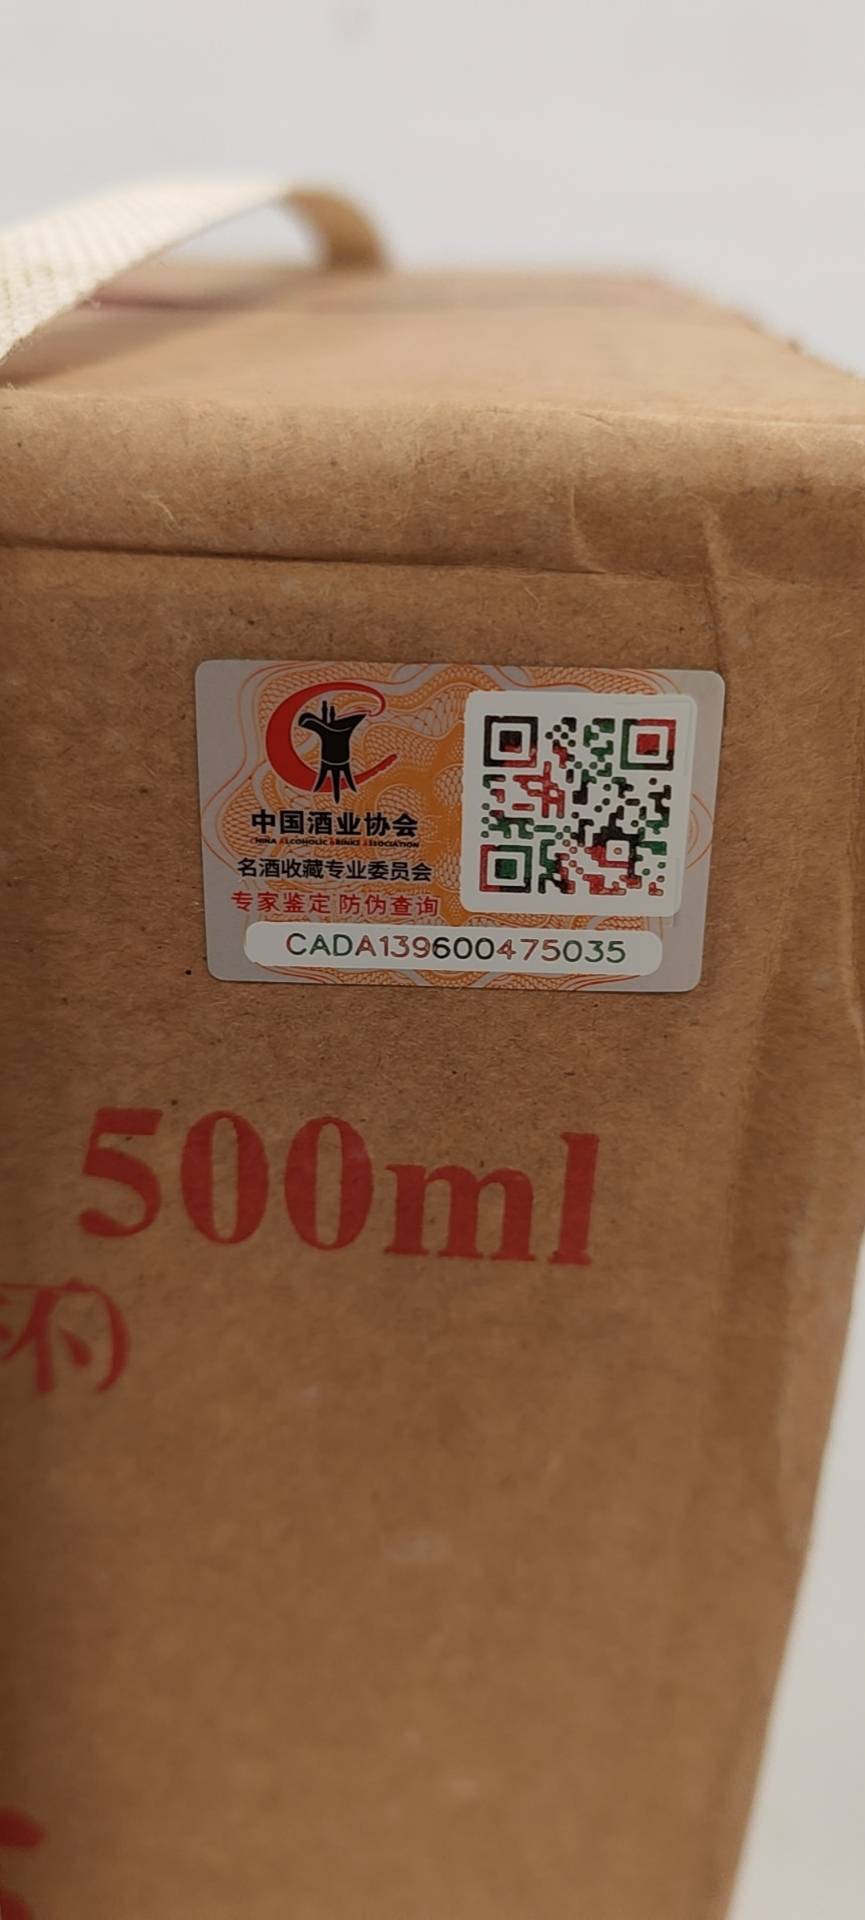 中国酒业协会
CHINA ALCOHOLIC DRINKS ASSOCIATION
名酒收藏专业委员会
专家鉴定 防伪查询
CADA139600475035
500ml